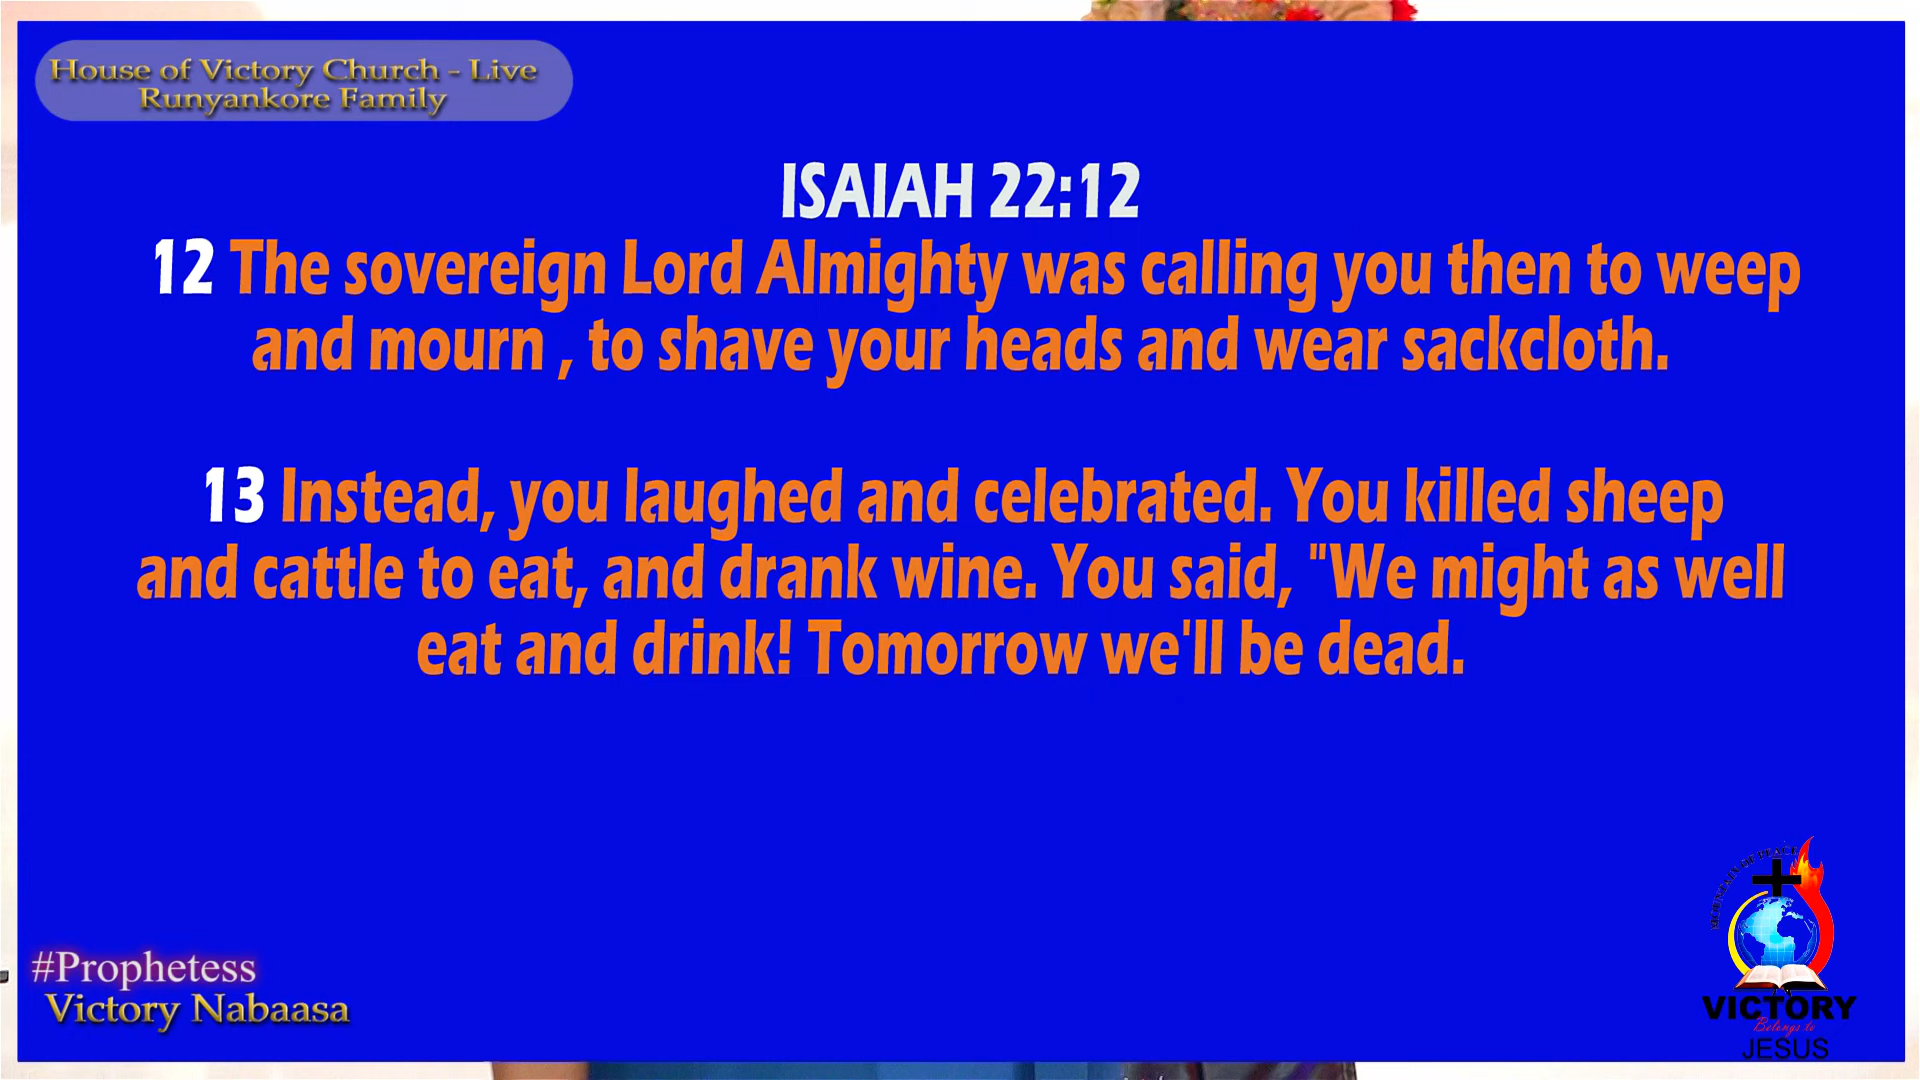 House of Victory Church - Live
Runyankore Family
ISAIAH 22:12
12 The sovereign Lord Almighty was calling you then to weep
and mourn , to shave your heads and wear sackcloth.
13 Instead, you laughed and celebrated. You killed sheep
and cattle to eat, and drank wine. You said, "We might as well
eat and drink! Tomorrow we'll be dead.
#Prophetess
Victory Nabaasa
MOUNTAIN OF PEACE
VICTORY
Belongs to
JESUS